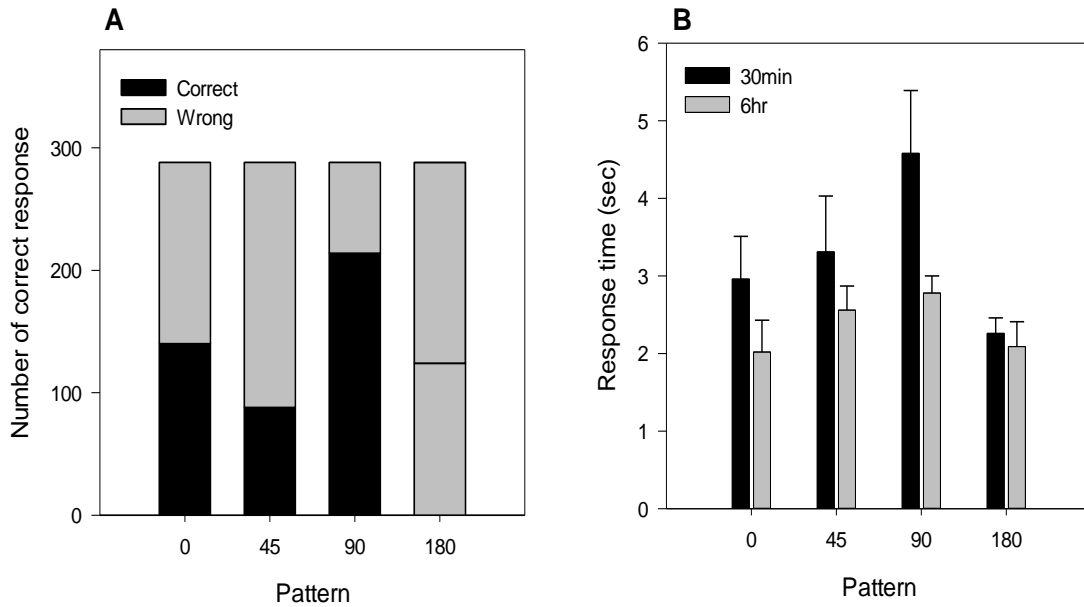 A
Correct
Wrong
Number of correct response
300
200
100
0
0 45 90 180
Pattern
B
30min
6hr
Response time (sec)
6
5
4
3
2
1
0
0 45 90 180
Pattern